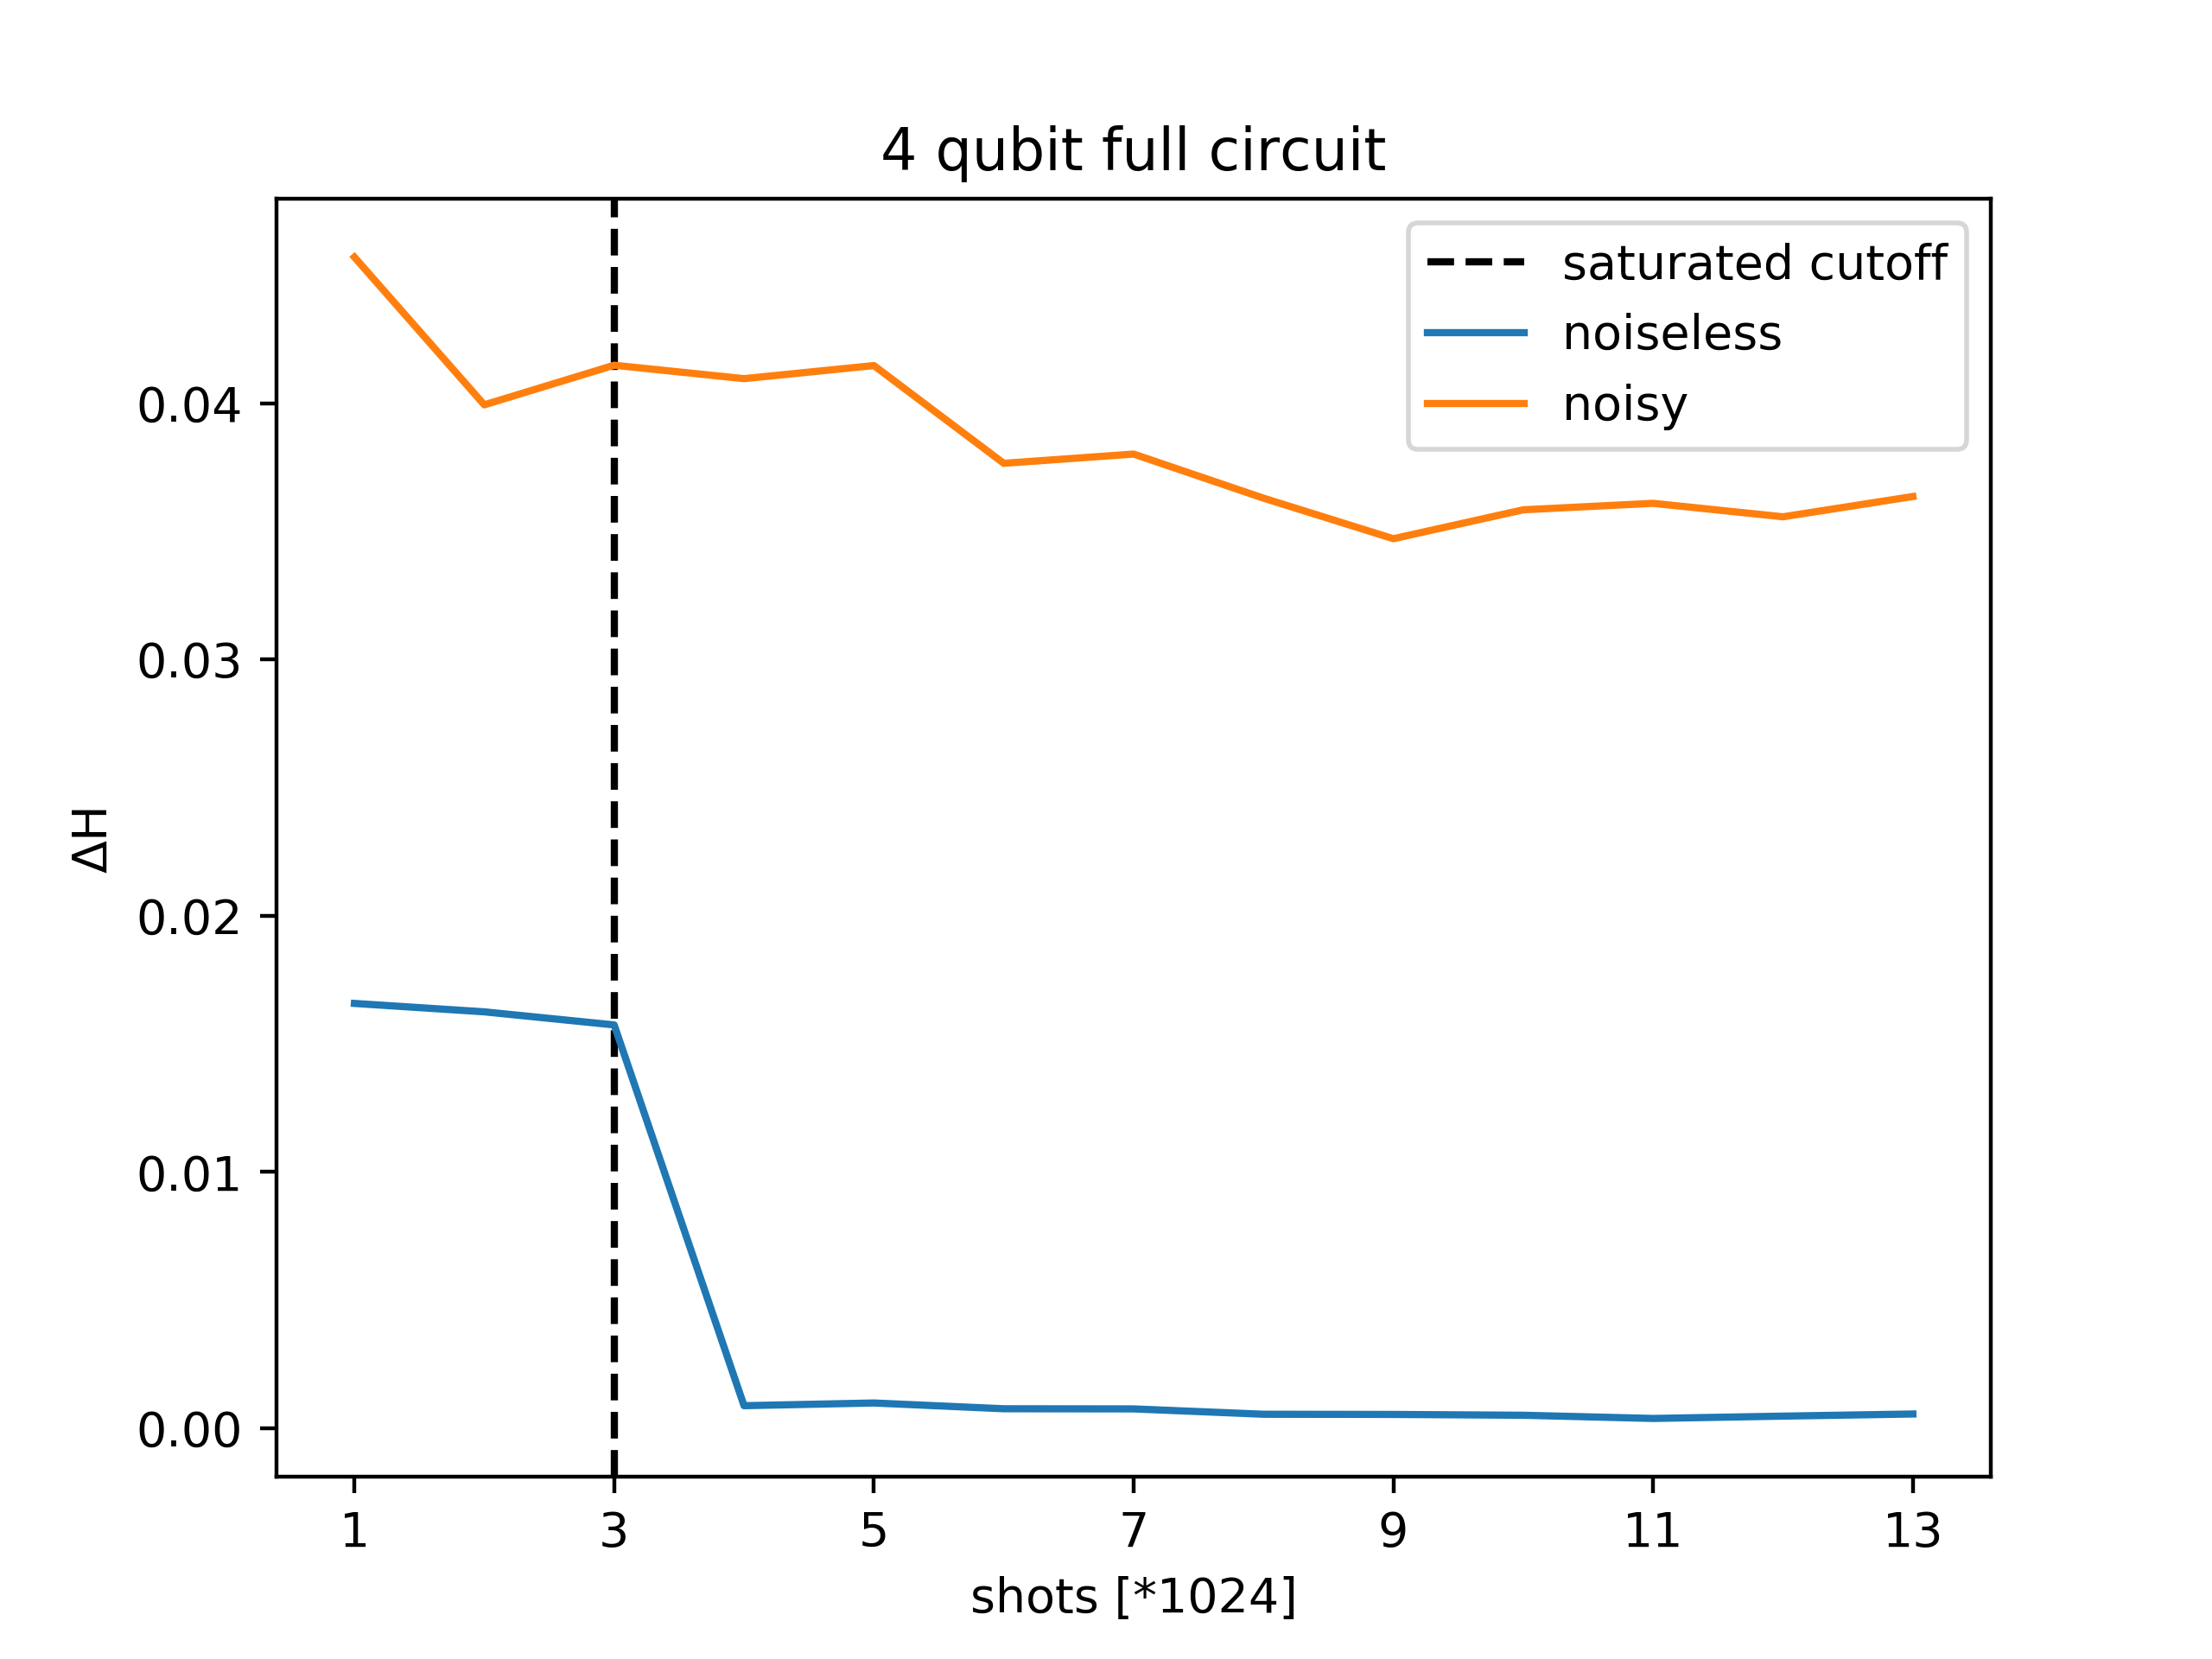 4 qubit full circuit
saturated cutoff
noiseless
noisy
0.04
0.03
0.02
0.01
0.00
ΔH
1 3 5 7 9 11 13
shots [*1024]